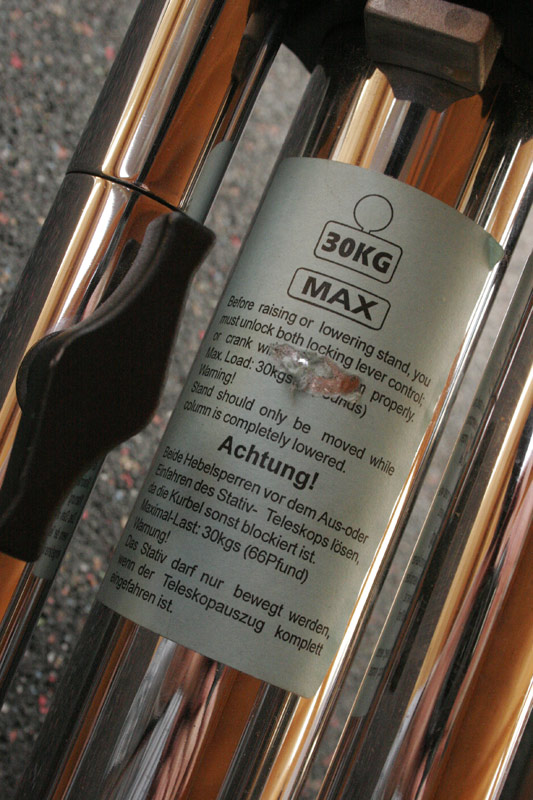 30KG
MAX
Before raising or lowering stand, you
must unlock both locking lever control;
or crank properly.
Max. Load: 30kgs
Warning!
Stand should only be moved while
column is completely lowered.
Achtung!
Beide Hebelsperren vor dem Aus-oder
Einfahren des Stativ- Teleskops lösen,
da die Kurbel sonst blockiert ist.
Maximal-Last: 30kgs (66Pfund)
Warnung!
Das Stativ darf nur bewegt werden,
wenn der Teleskopauszug komplett
angefahren ist.